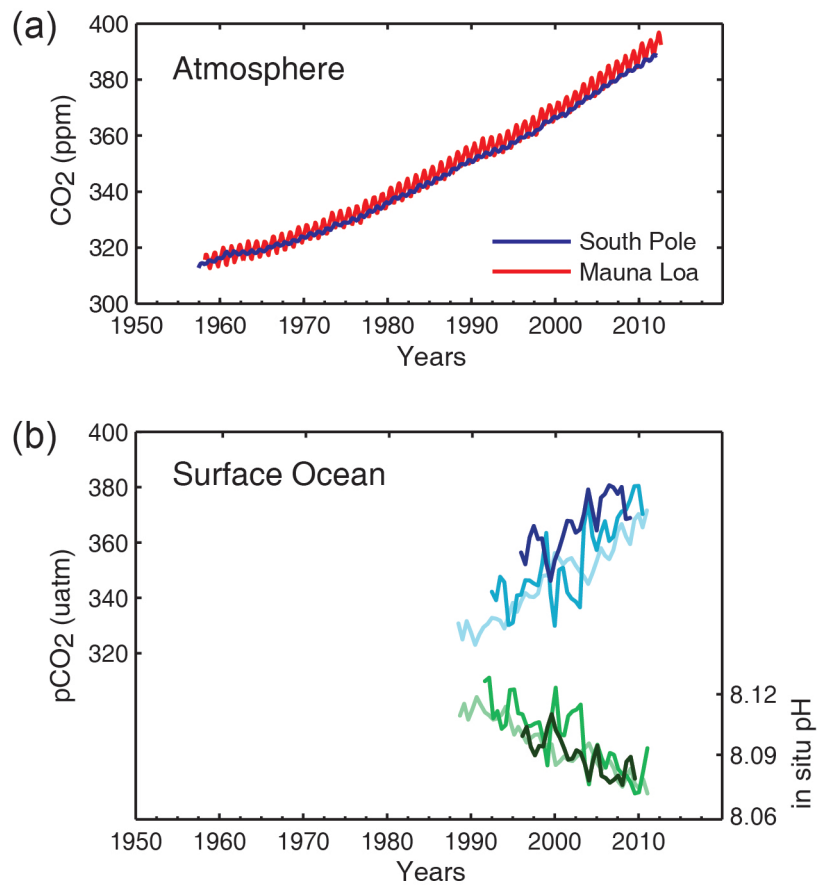 (a)
400
380
360
340
320
300
CO2 (ppm)
Atmosphere
South Pole
Mauna Loa
1950 1960 1970 1980 1990 2000 2010
Years
(b)
400
380
360
340
320
pCO2 (uatm)
Surface Ocean
8.12
8.09
8.06
in situ pH
1950 1960 1970 1980 1990 2000 2010
Years